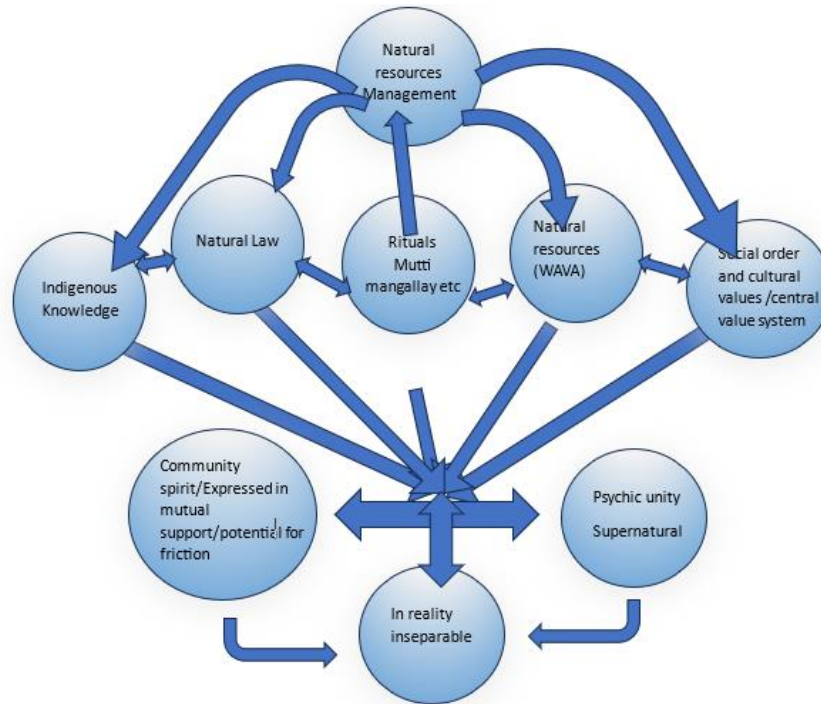 Natural
resources
Management
Natural Law
Rituals
Mutti
mangallay etc
Natural
resources
(WAVA)
Social order
and cultural
values /central
value system
Indigenous
Knowledge
Community
spirit/Expressed in
mutual
support/potential for
friction
Psychic unity
Supernatural
In reality
inseparable